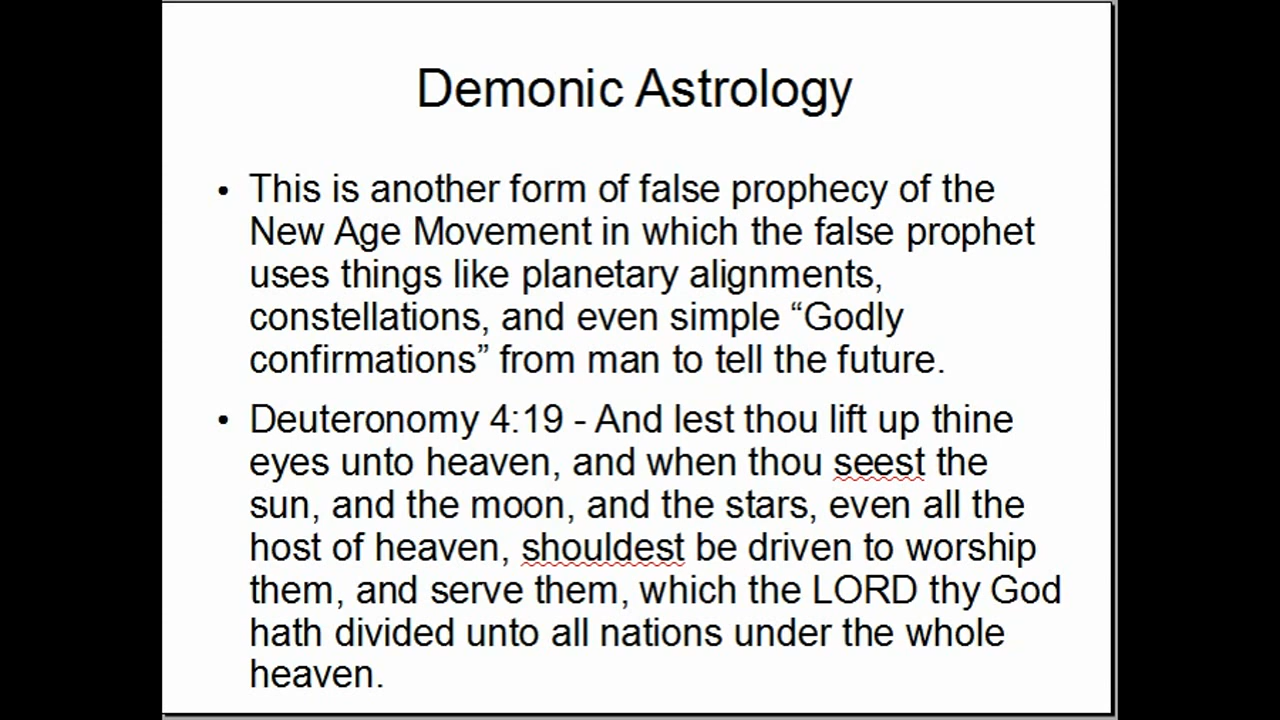 Demonic Astrology
• This is another form of false prophecy of the
New Age Movement in which the false prophet
uses things like planetary alignments,
constellations, and even simple “Godly
confirmations” from man to tell the future.
• Deuteronomy 4:19 - And lest thou lift up thine
eyes unto heaven, and when thou seest the
sun, and the moon, and the stars, even all the
host of heaven, shouldest be driven to worship
them, and serve them, which the LORD thy God
hath divided unto all nations under the whole
heaven.